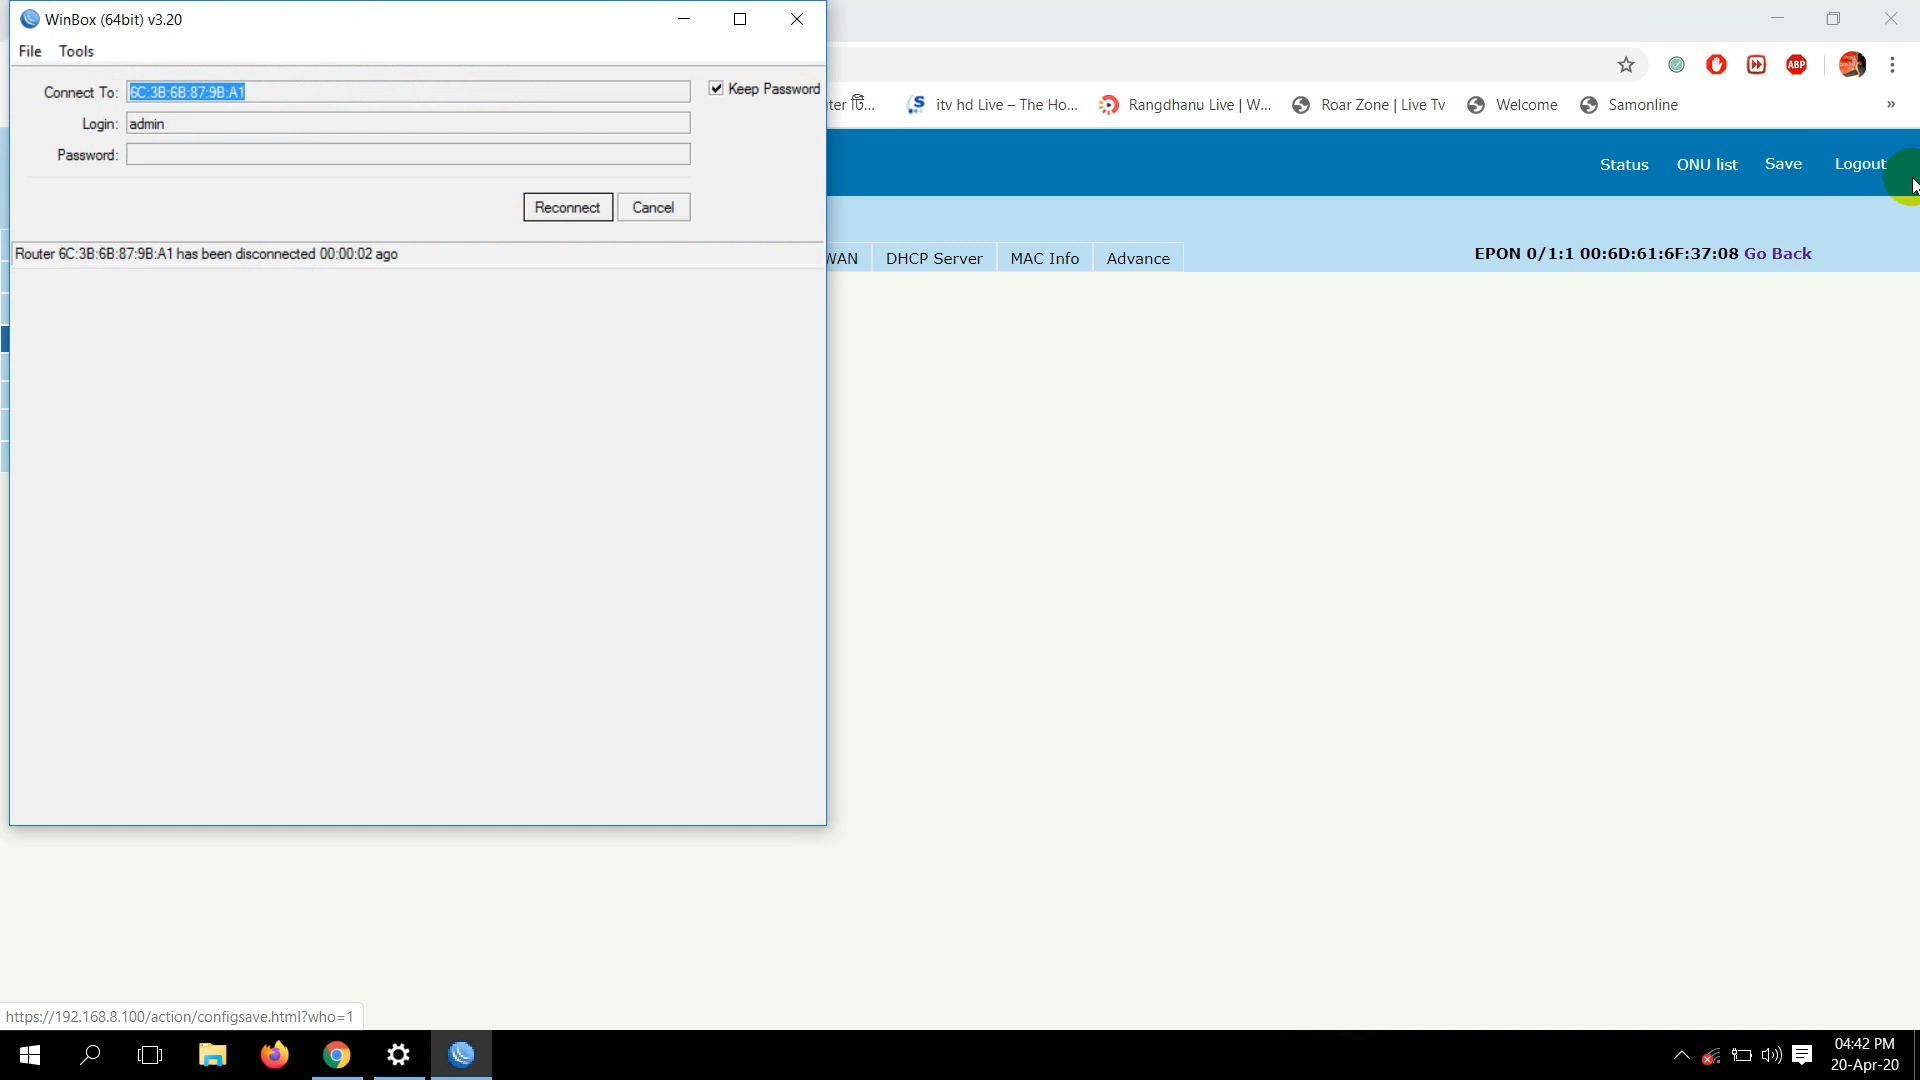 WinBox (64bit) v3.20
File Tools
Connect To: 6C:3B:6B:87:9B:A1
Keep Password
Login: admin
Password:
Reconnect Cancel
Router 6C:3B:6B:87:9B:A1 has been disconnected 00:00:02 ago
ABP
itv hd Live – The Ho... Rangdhanu Live | W... Roar Zone | Live Tv Welcome Samonline »
Status ONU list Save Logout
WAN DHCP Server MAC Info Advance
EPON 0/1:1 00:6D:61:6F:37:08 Go Back
https://192.168.8.100/action/configsave.html?who=1
04:42 PM
20-Apr-20